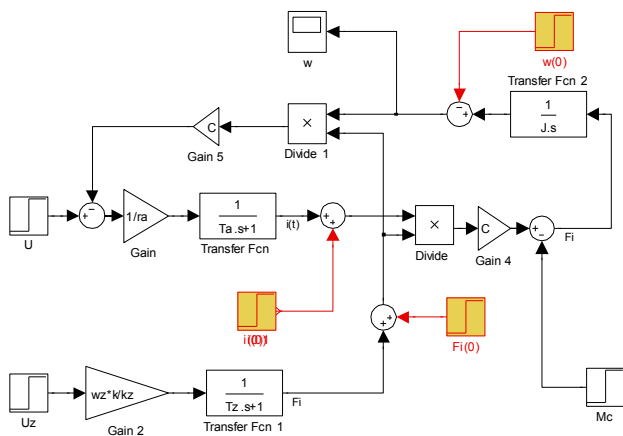 w
w(0)
Transfer Fcn 2
1
J.s
C
Gain 5
×
Divide 1
U
1/ra
Gain
1
Ta.s+1
Transfer Fcn
i(t)
×
Divide
C
Gain 4
Fi
Fi(0)
Uz
wz*k/kz
Gain 2
1
Tz.s+1
Transfer Fcn 1
Fi
Mc